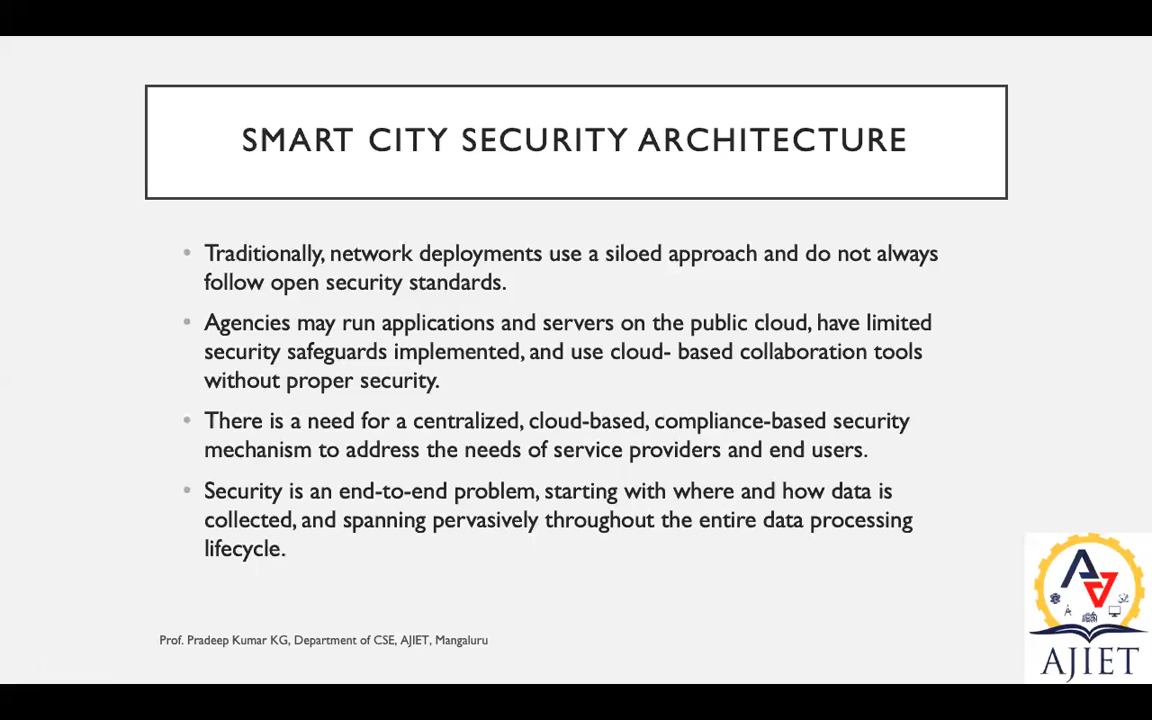 SMART CITY SECURITY ARCHITECTURE
• Traditionally, network deployments use a siloed approach and do not always
follow open security standards.
• Agencies may run applications and servers on the public cloud, have limited
security safeguards implemented, and use cloud- based collaboration tools
without proper security.
• There is a need for a centralized, cloud-based, compliance-based security
mechanism to address the needs of service providers and end users.
• Security is an end-to-end problem, starting with where and how data is
collected, and spanning pervasively throughout the entire data processing
lifecycle.
Prof. Pradeep Kumar KG, Department of CSE, AJIET, Mangaluru
AJIET